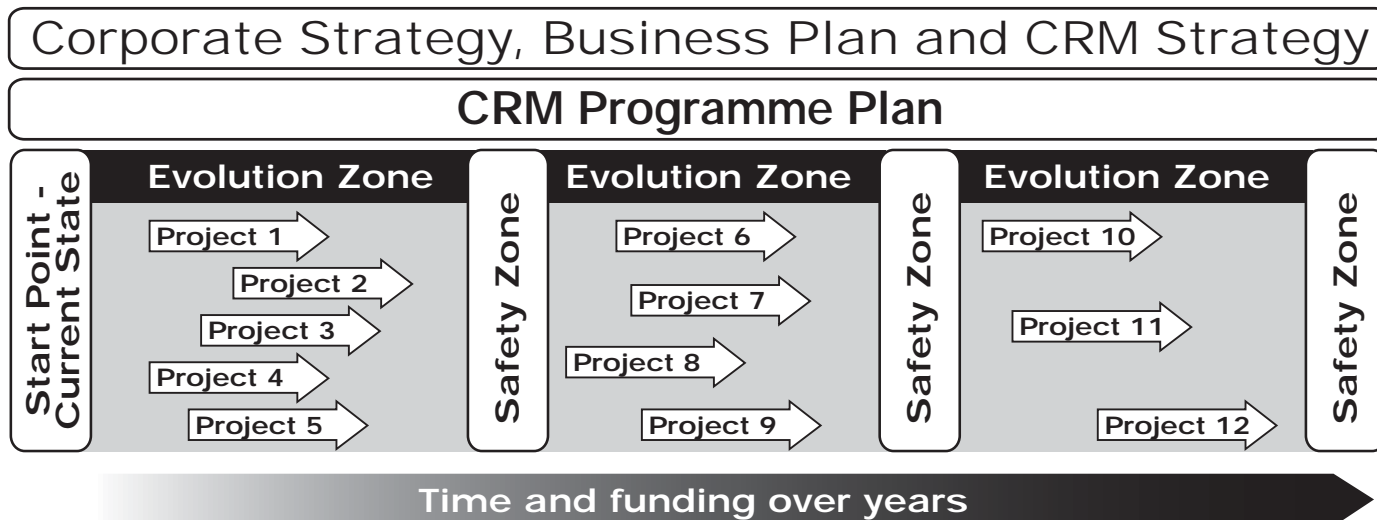 Corporate Strategy, Business Plan and CRM Strategy
CRM Programme Plan
Start Point -
Current State
Evolution Zone
Project 1
Project 2
Project 3
Project 4
Project 5
Safety Zone
Evolution Zone
Project 6
Project 7
Project 8
Project 9
Safety Zone
Evolution Zone
Project 10
Project 11
Project 12
Safety Zone
Time and funding over years